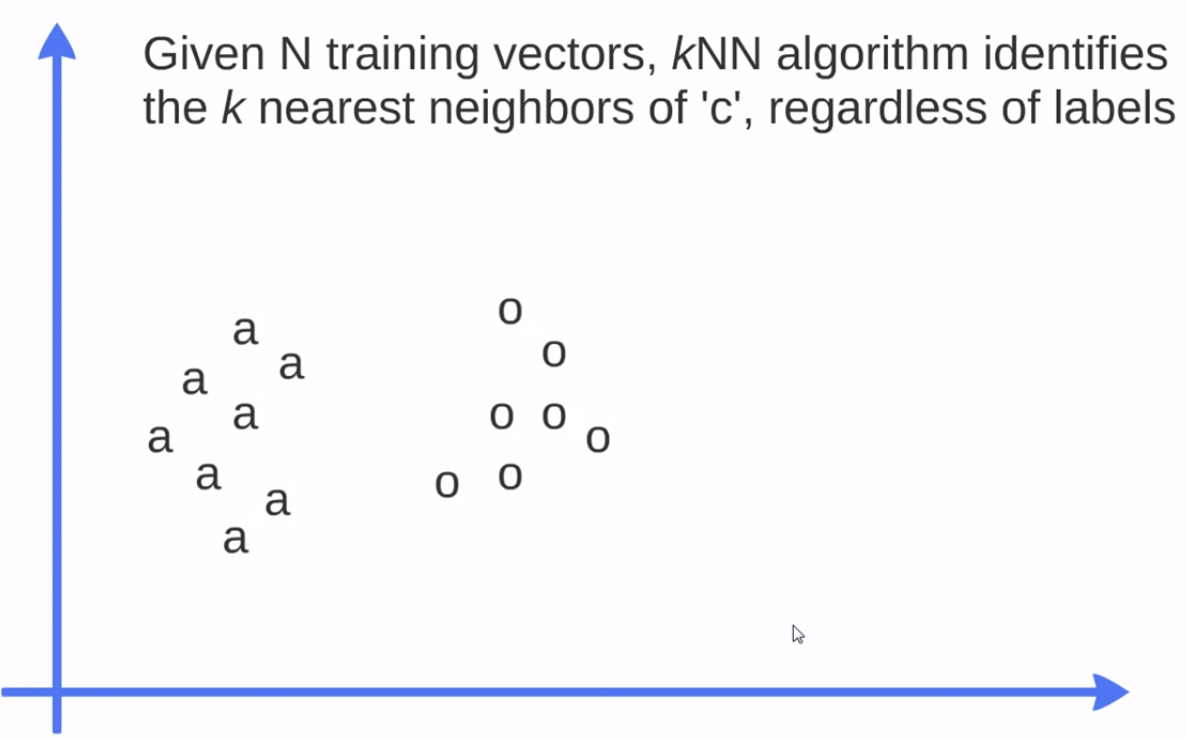 Given N training vectors, kNN algorithm identifies
the k nearest neighbors of 'c', regardless of labels
a o
a a o
a a o o
a o
a o o
a
a